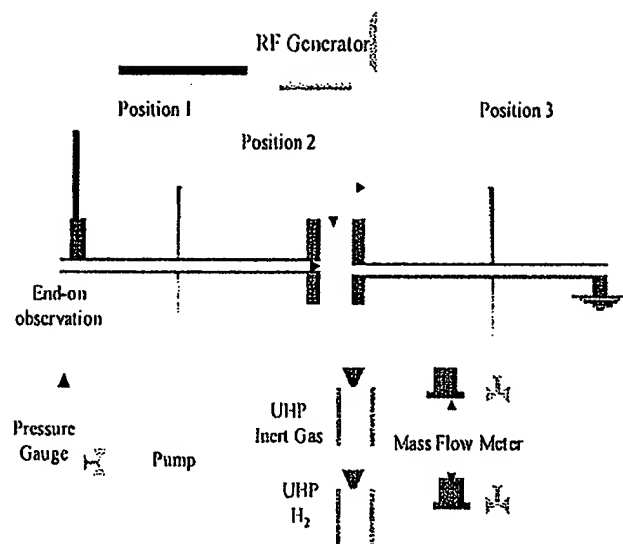 RF Generator
Position 1
Position 2
Position 3
End-on
observation
Pressure
Gauge
Pump
UHP
Inert Gas
Mass Flow Meter
UHP
H₂